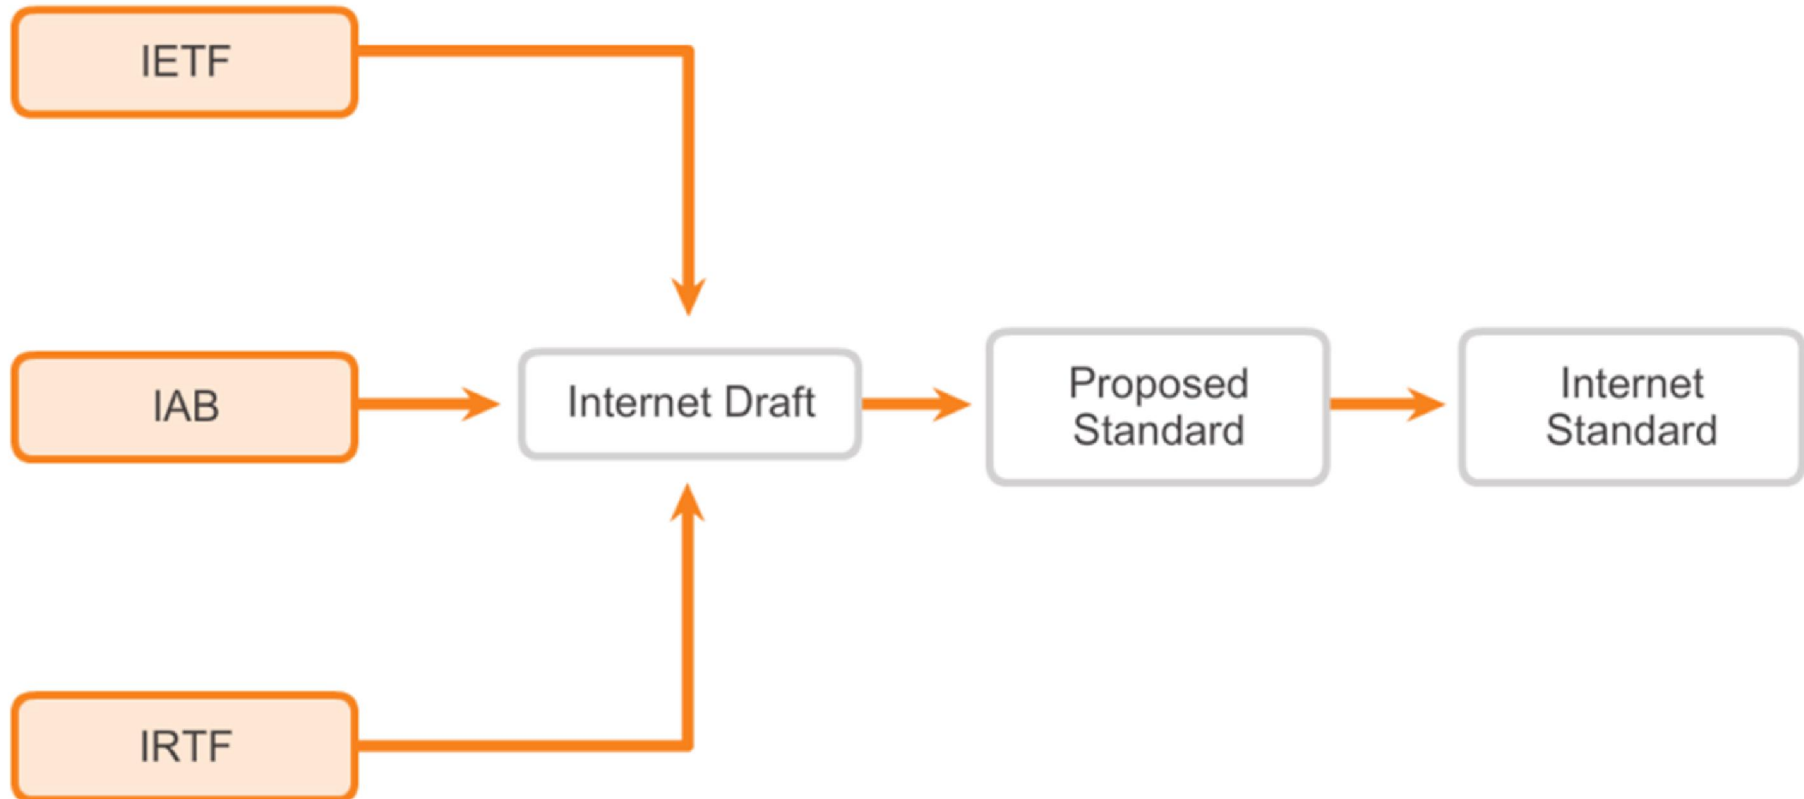 IETF
IAB
Internet Draft
Proposed
Standard
Internet
Standard
IRTF